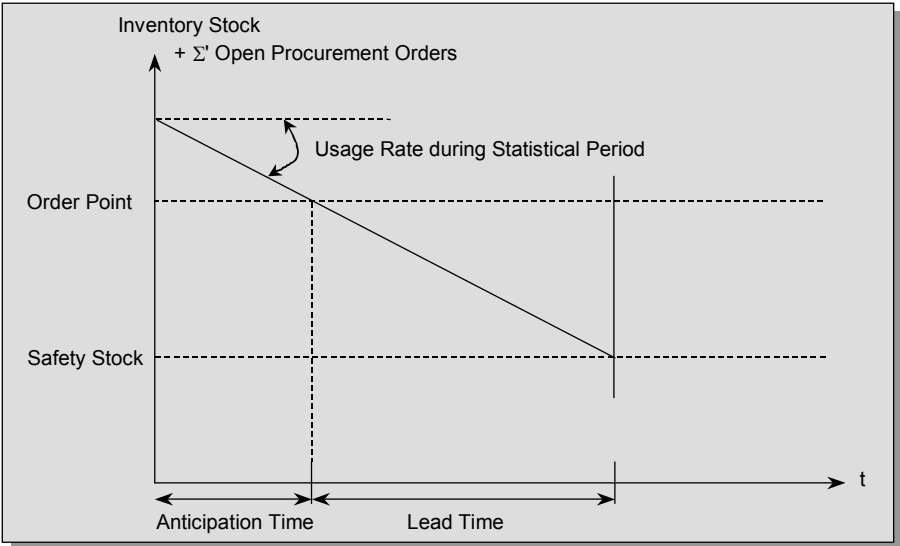 Inventory Stock
+ Σ' Open Procurement Orders
Usage Rate during Statistical Period
Order Point
Safety Stock
t
Anticipation Time
Lead Time